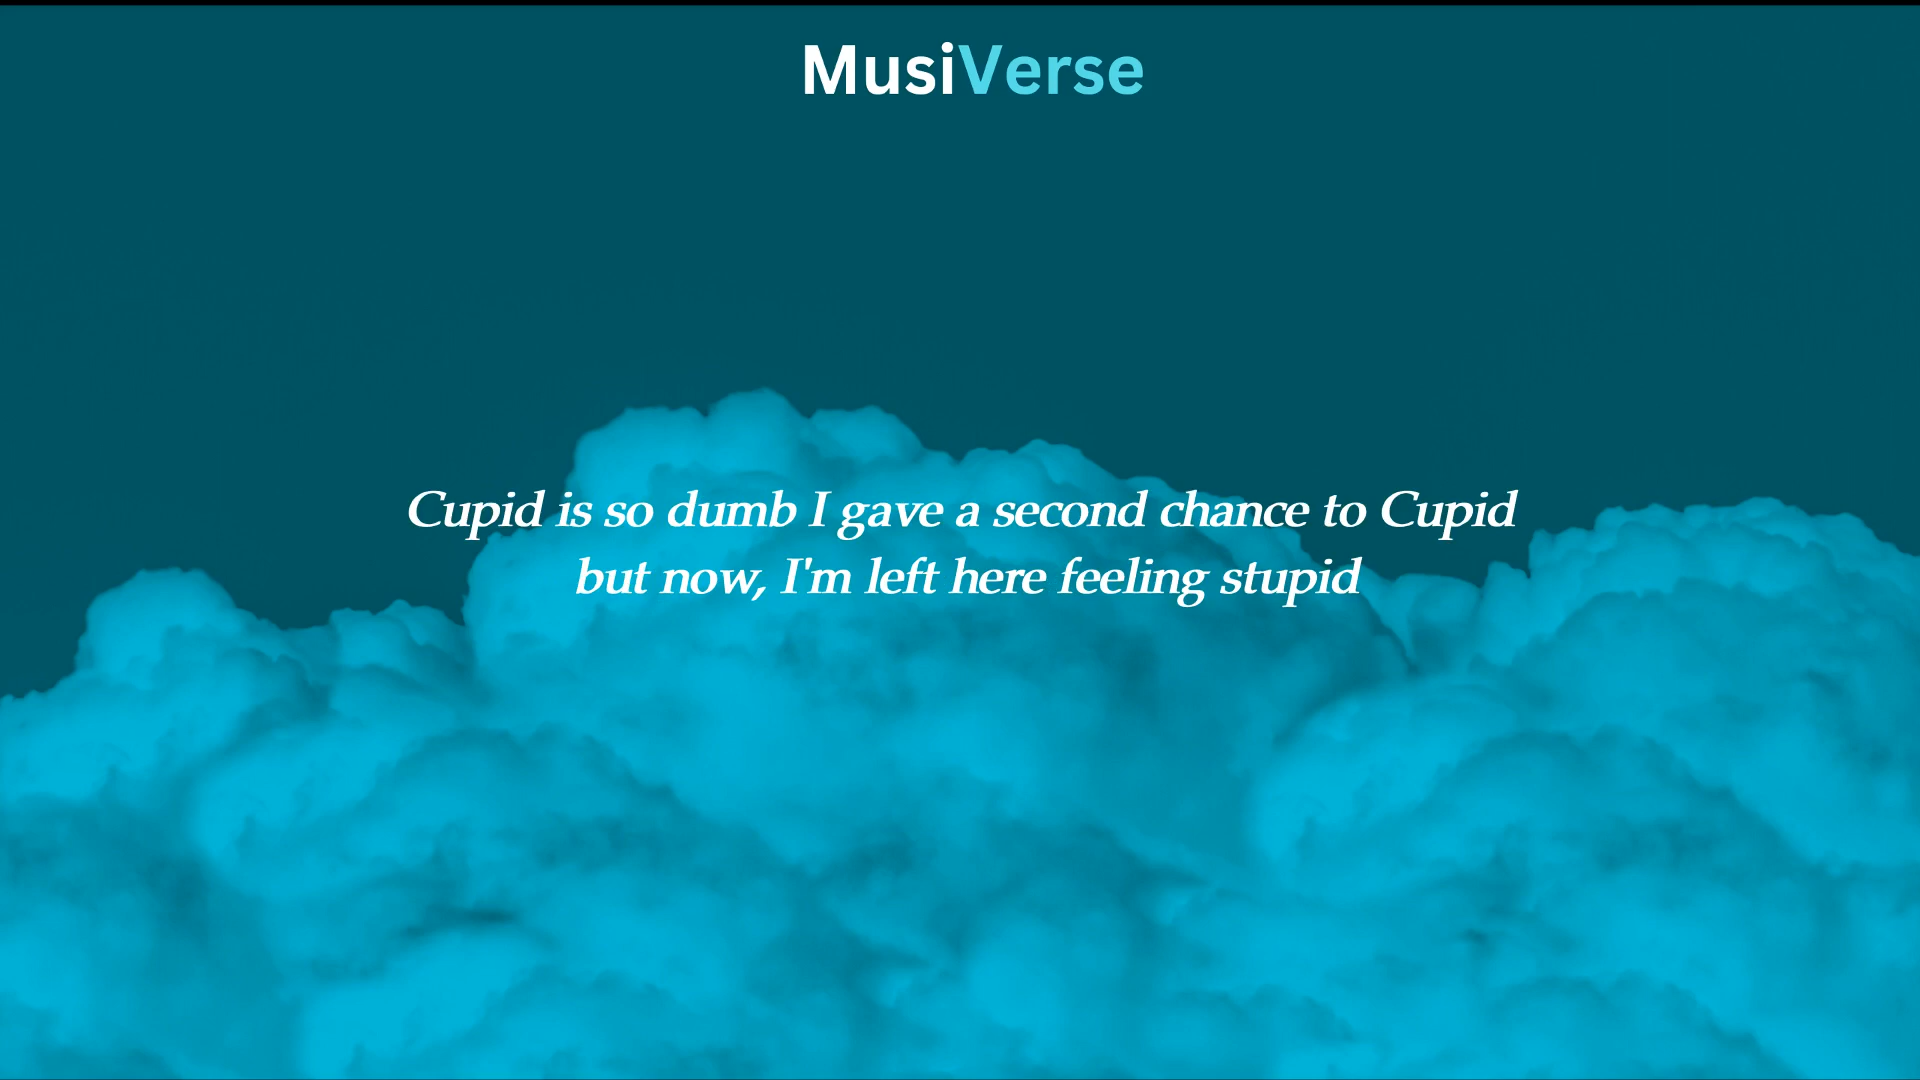 MusiVerse
Cupid is so dumb I gave a second chance to Cupid
but now, I'm left here feeling stupid